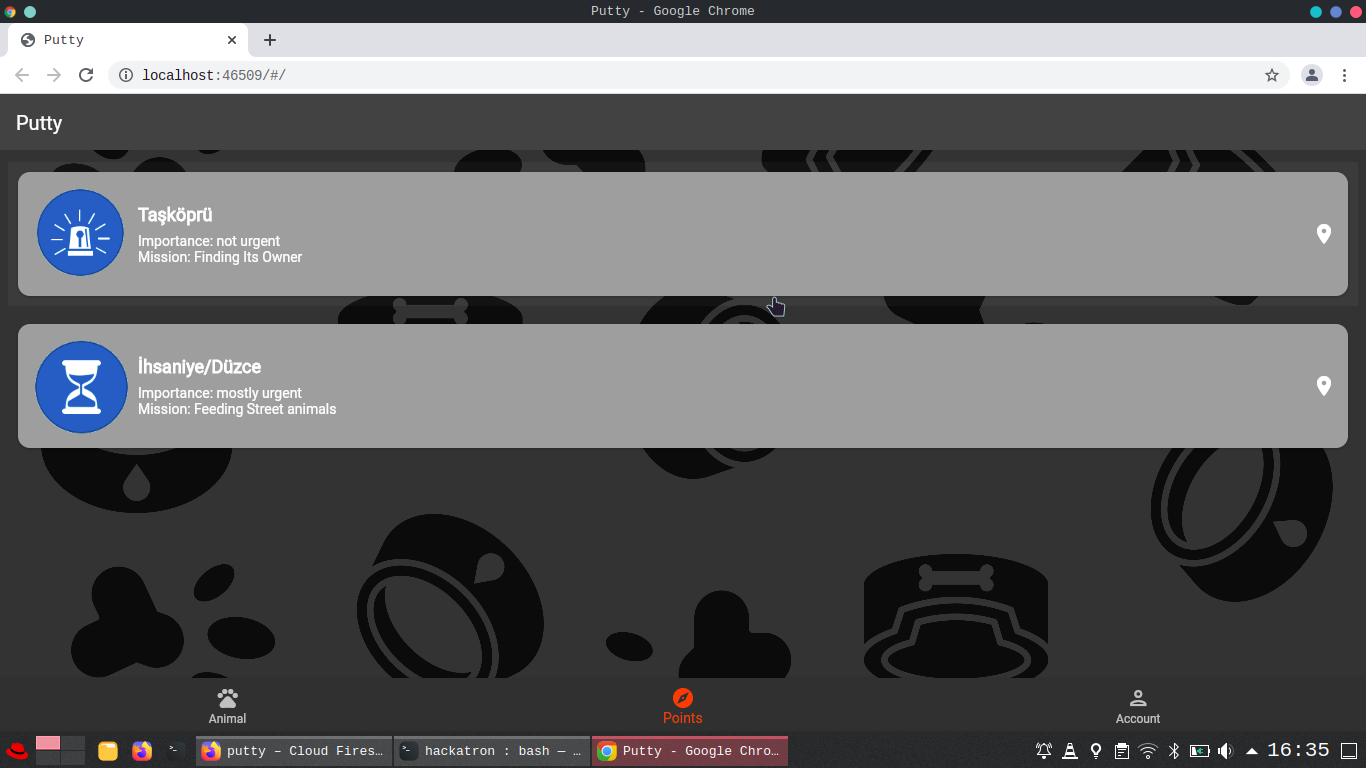 Putty - Google Chrome
Putty
localhost:46509/#/
Putty
Taşköprü
Importance: not urgent
Mission: Finding Its Owner
İhsaniye/Düzce
Importance: mostly urgent
Mission: Feeding Street animals
Animal
Points
Account
putty – Cloud Fires…
hackatron : bash — …
Putty - Google Chro…
16:35